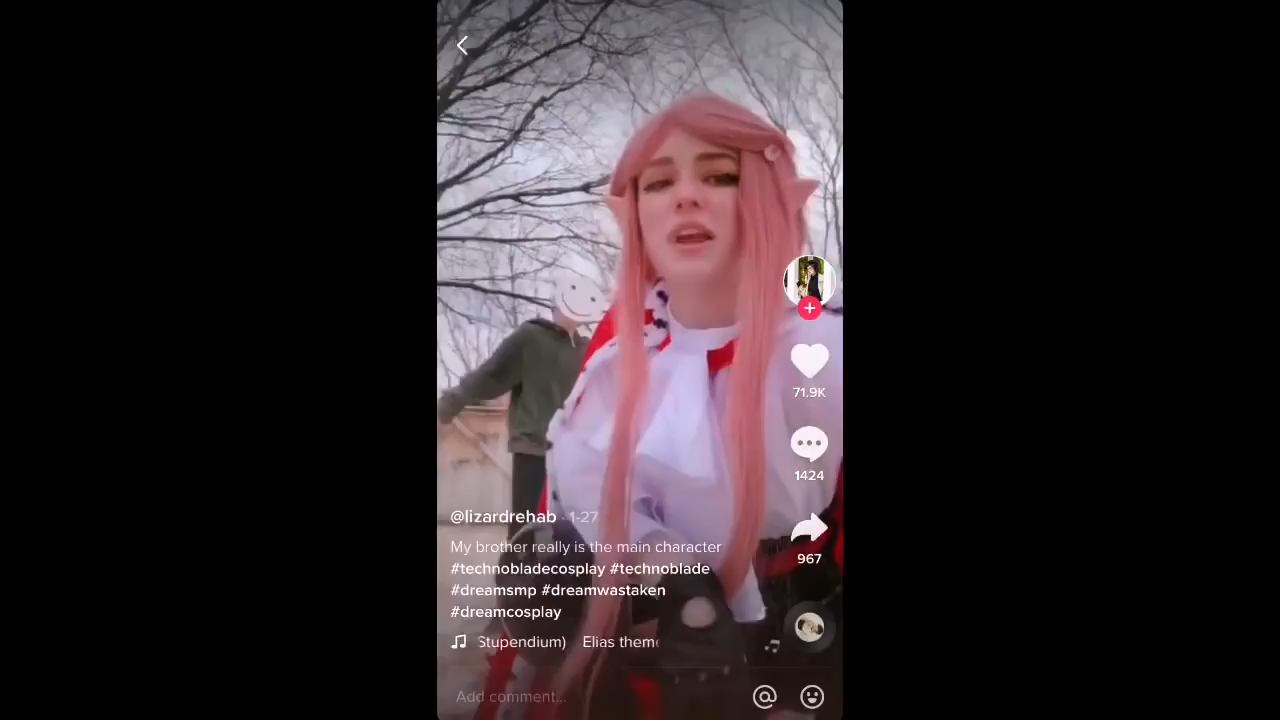 71.9K
1424
@lizardrehab · 1-27
My brother really is the main character
#technobladecosplay #technoblade
#dreamsmp #dreamwastaken
#dreamcosplay
967
Stupendium) Elias theme
Add comment...